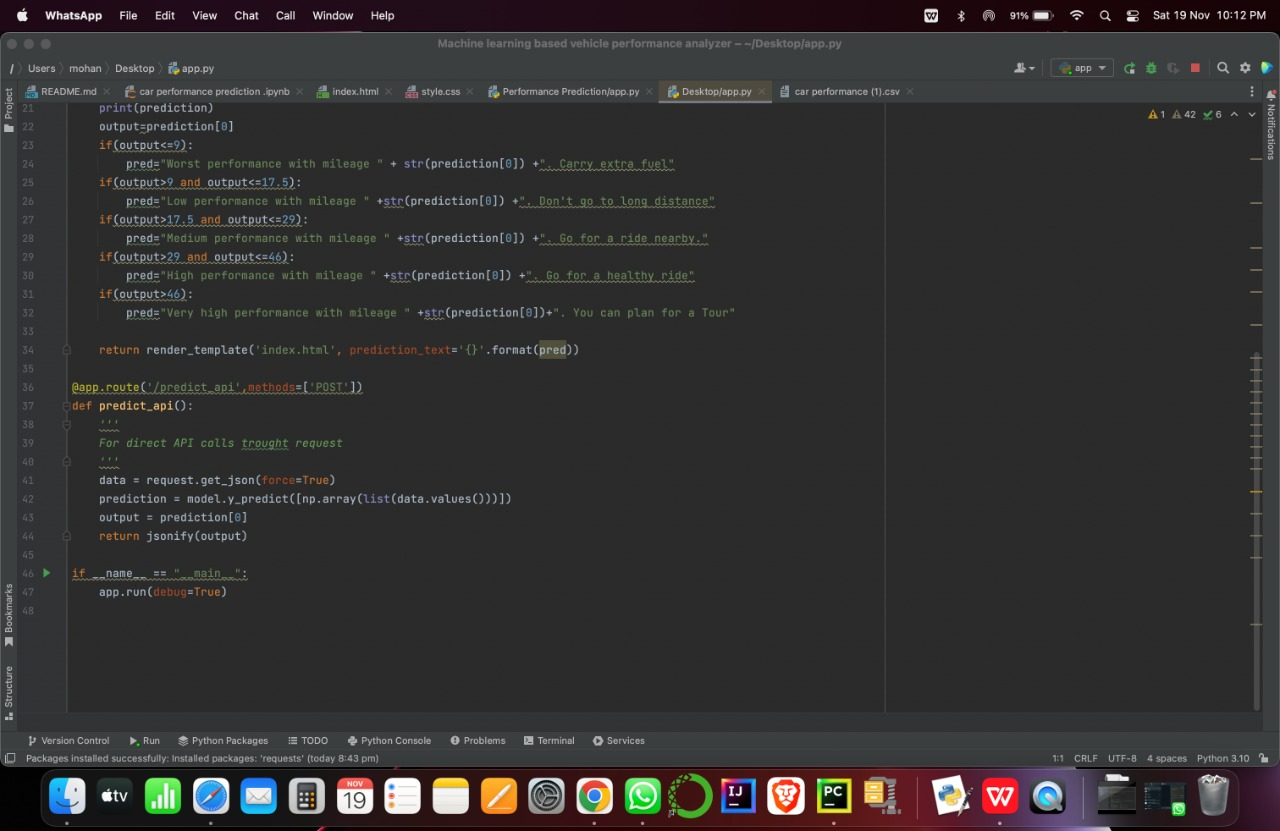 WhatsApp File Edit View Chat Call Window Help 91% Sat 19 Nov 10:12 PM
Machine learning based vehicle performance analyzer – ~/Desktop/app.py
/ Users mohan Desktop app.py app
README.md car performance prediction .ipynb index.html style.css Performance Prediction/app.py Desktop/app.py car performance (1).csv
Project
Notifications
1 42 6
21 print(prediction)
22 output=prediction[0]
23 if(output<=9):
24 pred="Worst performance with mileage " + str(prediction[0]) +". Carry extra fuel"
25 if(output>9 and output<=17.5):
26 pred="Low performance with mileage " +str(prediction[0]) +". Don't go to long distance"
27 if(output>17.5 and output<=29):
28 pred="Medium performance with mileage " +str(prediction[0]) +". Go for a ride nearby."
29 if(output>29 and output<=46):
30 pred="High performance with mileage " +str(prediction[0]) +". Go for a healthy ride"
31 if(output>46):
32 pred="Very high performance with mileage " +str(prediction[0])+". You can plan for a Tour"
33
34 return render_template('index.html', prediction_text='{}'.format(pred))
35
36 @app.route('/predict_api',methods=['POST'])
37 def predict_api():
38 '''
39 For direct API calls trought request
40 '''
41 data = request.get_json(force=True)
42 prediction = model.y_predict([np.array(list(data.values()))])
43 output = prediction[0]
44 return jsonify(output)
45
46 if __name__ == "__main__":
47 app.run(debug=True)
48
Bookmarks
Structure
Version Control Run Python Packages TODO Python Console Problems Terminal Services
Packages installed successfully: Installed packages: 'requests' (today 8:43 pm) 1:1 CRLF UTF-8 4 spaces Python 3.10
tv NOV 19 IJ PC W